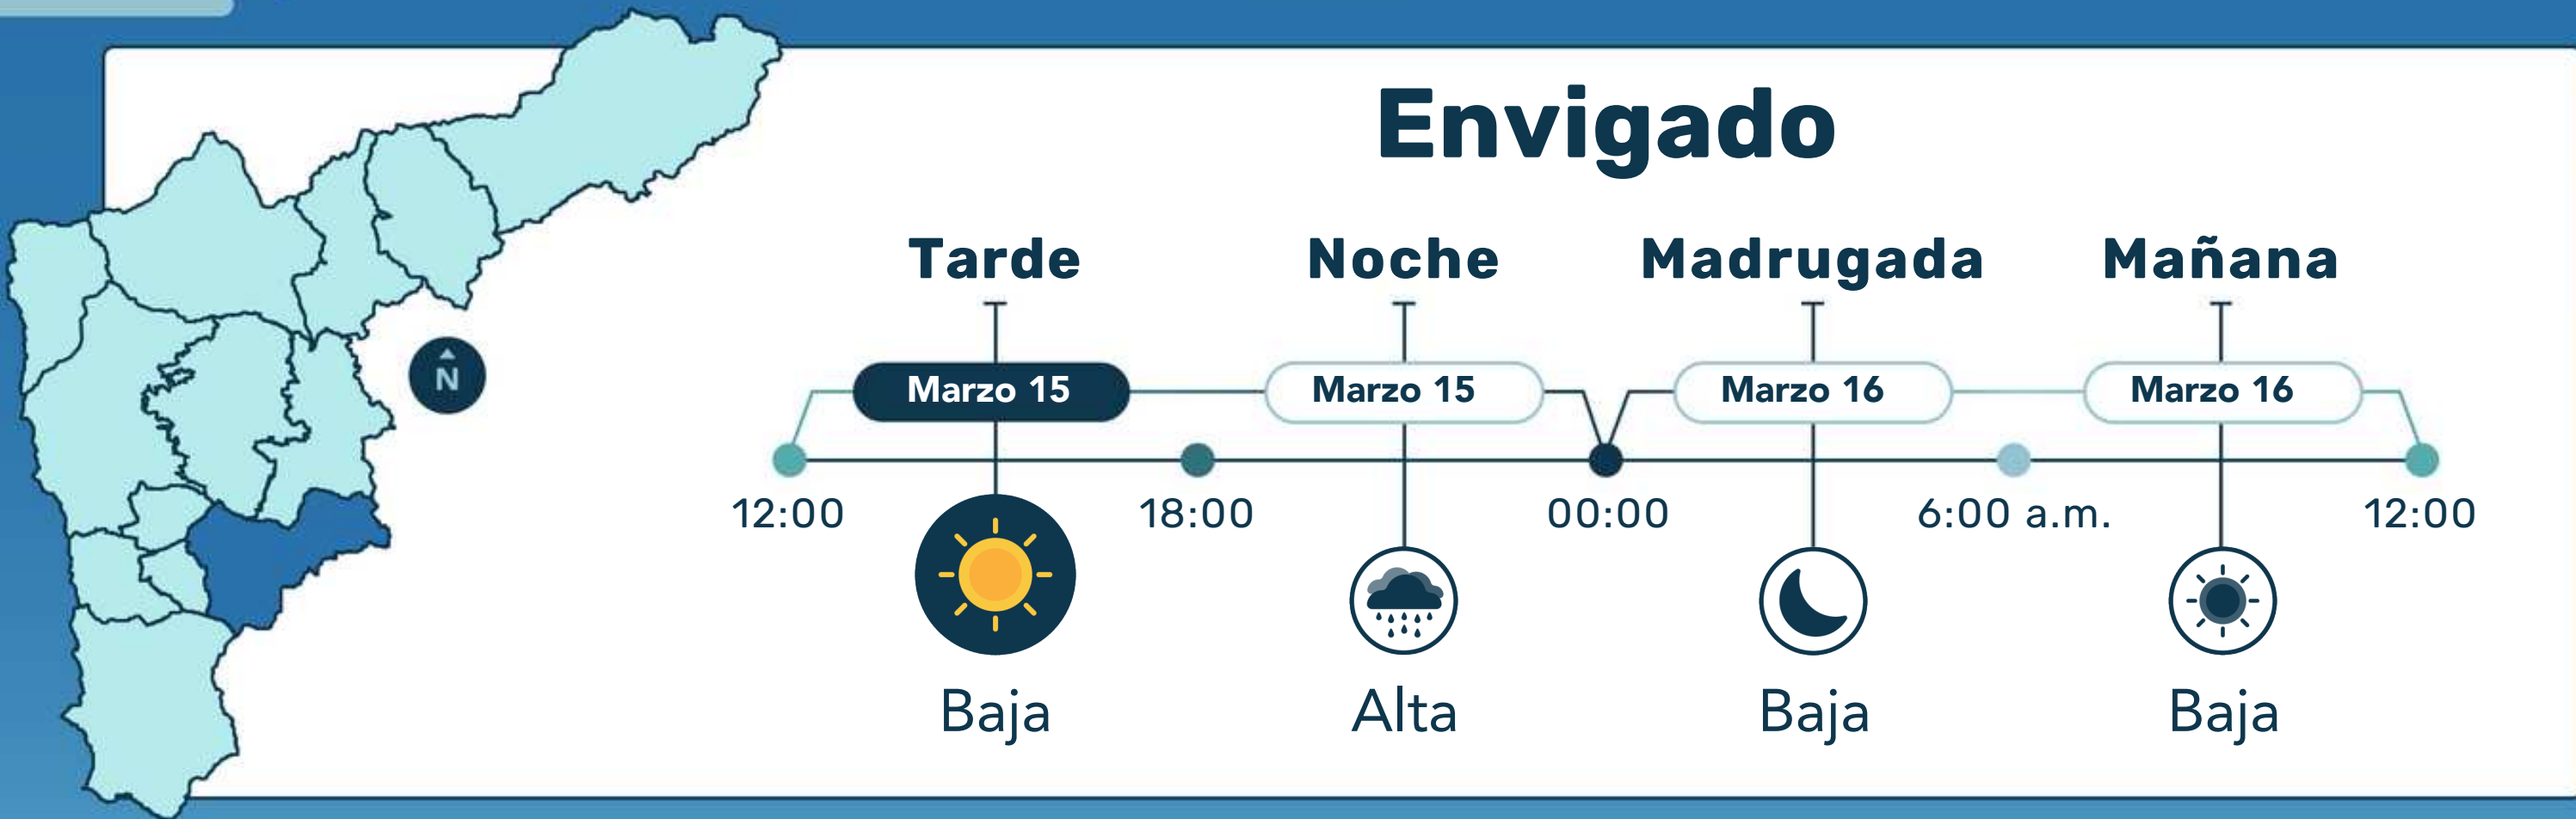 Envigado
Tarde Noche Madrugada Mañana
N
Marzo 15 Marzo 15 Marzo 16 Marzo 16
12:00 18:00 00:00 6:00 a.m. 12:00
Baja Alta Baja Baja